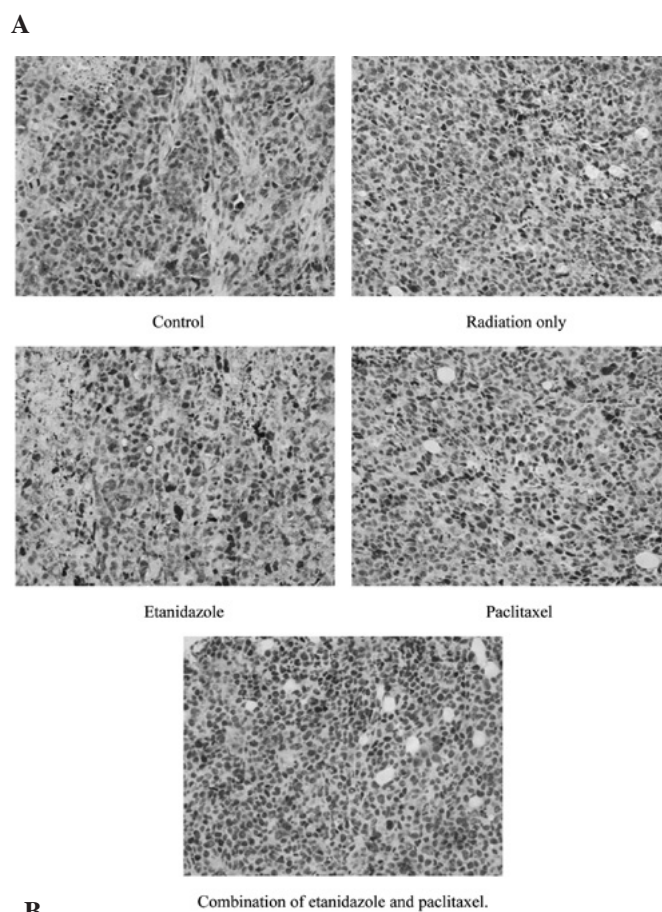 A
Control
Radiation only
Etanidazole
Paclitaxel
Combination of etanidazole and paclitaxel.
B